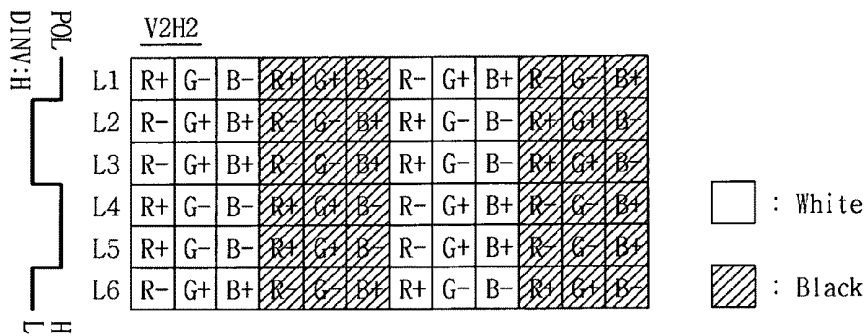 POL
DINV:H
V2H2
L1 R+ G- B- R+ G+ B- R- G+ B+ R- G- B+
L2 R- G+ B+ R- G- B+ R+ G- B- R+ G+ B-
L3 R- G+ B+ R- G- B+ R+ G- B- R+ G+ B-
L4 R+ G- B- R+ G+ B- R- G+ B+ R- G- B+
L5 R+ G- B- R+ G+ B- R- G+ B+ R- G- B+
L6 R- G+ B+ R- G- B+ R+ G- B- R+ G+ B-
: White
: Black
H
L